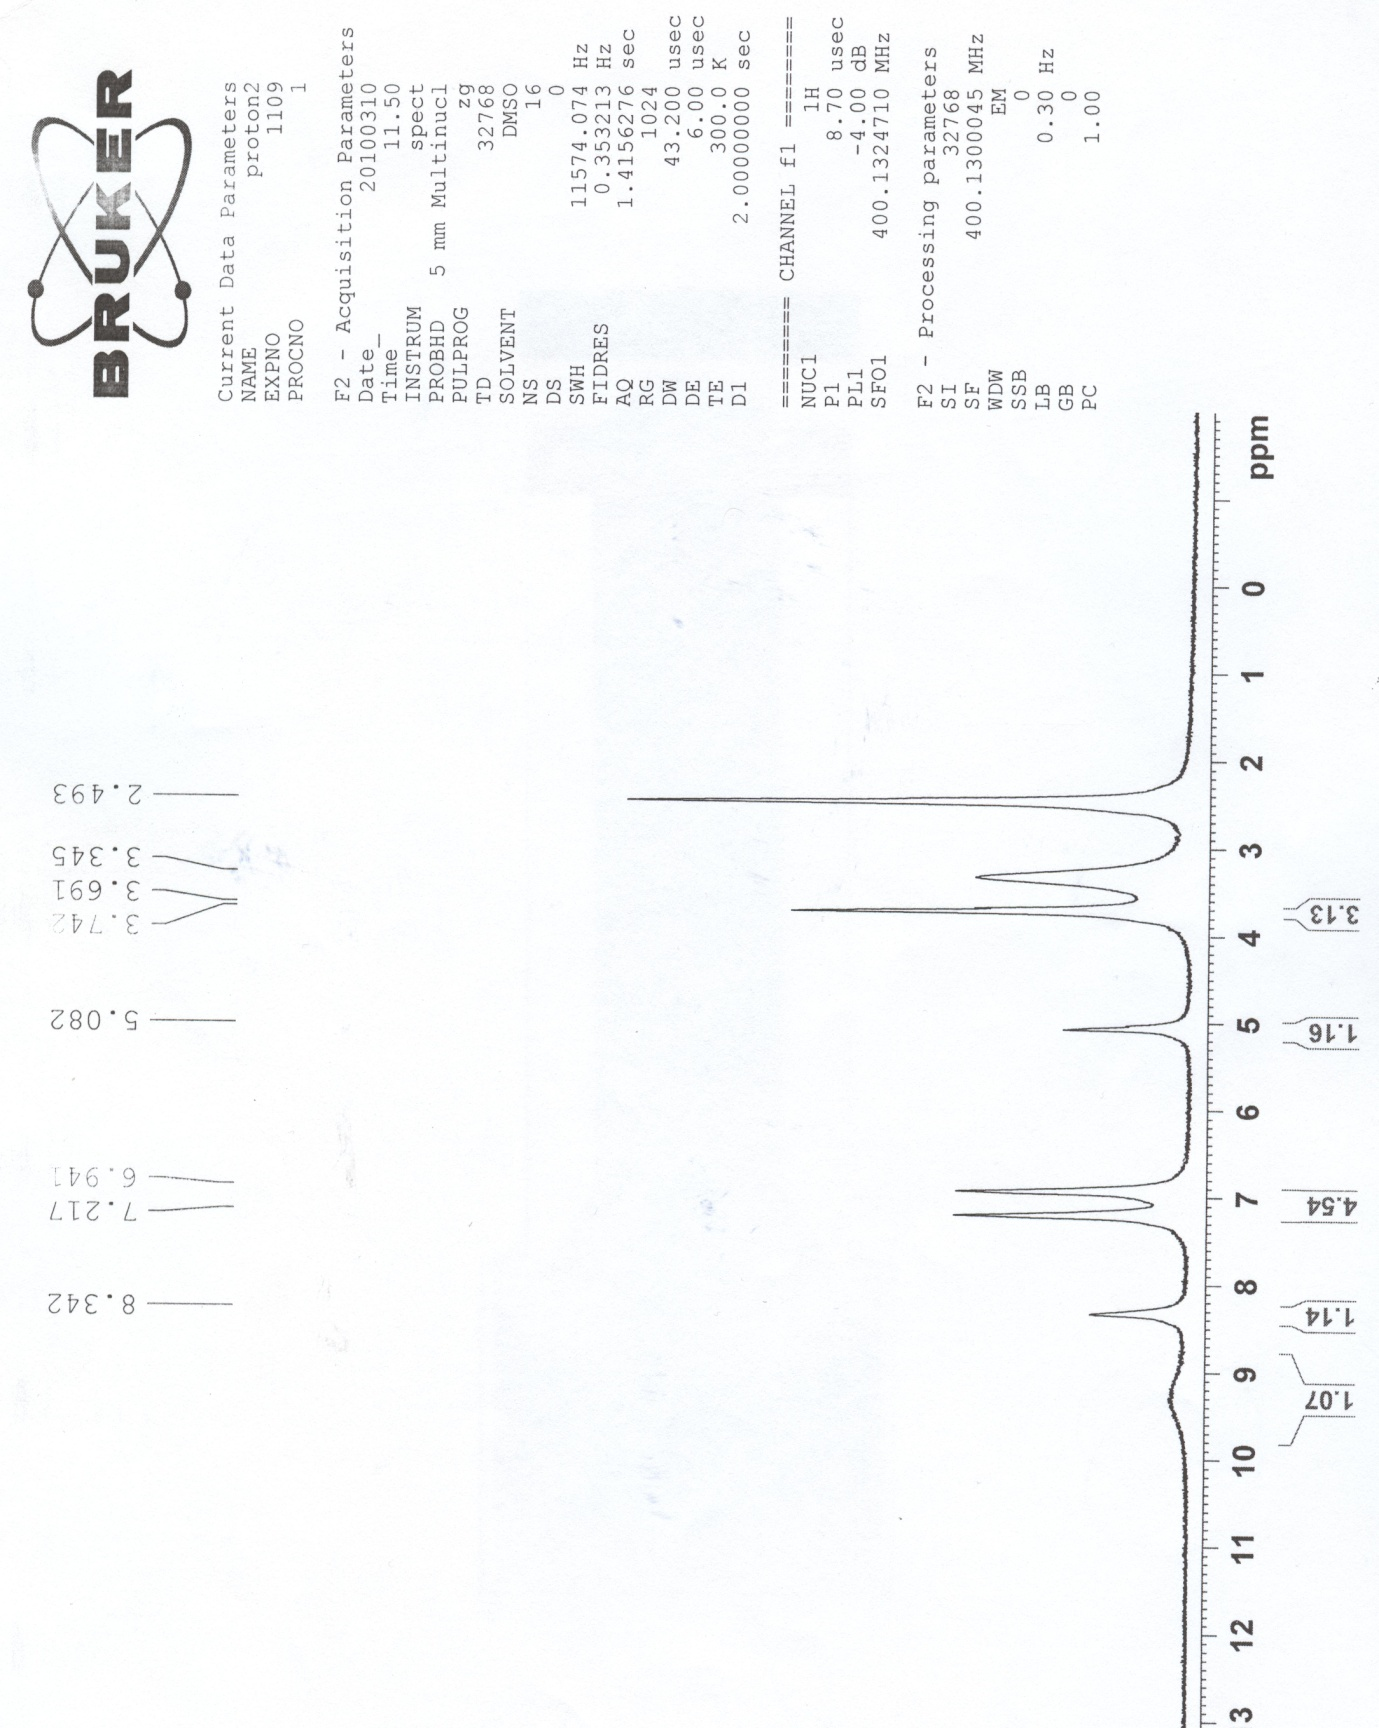 BRUKER
Current Data Parameters
NAME proton2
EXPNO 1109
PROCNO 1
F2 - Acquisition Parameters
Date_ 20100310
Time_ 11.50
INSTRUM spect
PROBHD 5 mm Multinucl
PULPROG zg
TD 32768
SOLVENT DMSO
NS 16
DS 0
SWH 11574.074 Hz
FIDRES 0.353213 Hz
AQ 1.4156276 sec
RG 1024
DW 43.200 usec
DE 6.00 usec
TE 300.0 K
D1 2.00000000 sec
======== CHANNEL f1 ========
NUC1 1H
P1 8.70 usec
PL1 -4.00 dB
SFO1 400.1324710 MHz
F2 - Processing parameters
SI 32768
SF 400.1300045 MHz
WDW EM
SSB 0
LB 0.30 Hz
GB 0
PC 1.00
8.342
7.217
6.941
5.082
3.742
3.691
3.345
2.493
3 12 11 10 9 8 7 6 5 4 3 2 1 0 ppm
1.07
1.14
4.54
1.16
3.13